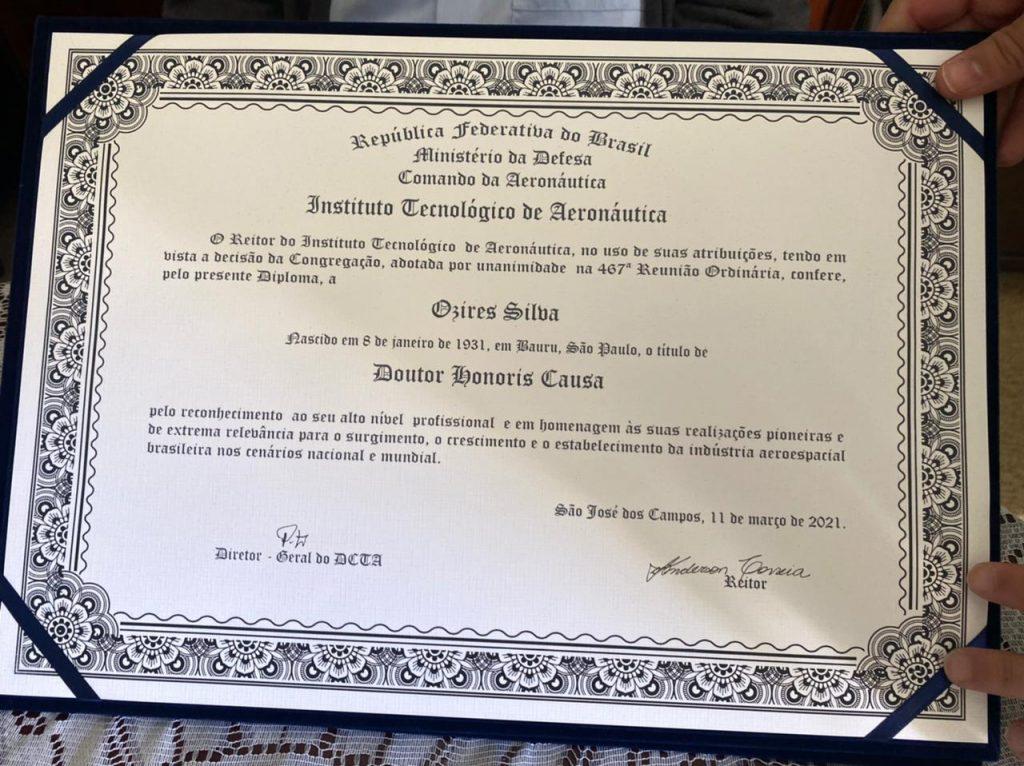 República Federativa do Brasil
Ministério da Defesa
Comando da Aeronáutica
Instituto Tecnológico de Aeronáutica
O Reitor do Instituto Tecnológico de Aeronáutica, no uso de suas atribuições, tendo em
vista a decisão da Congregação, adotada por unanimidade na 467ª Reunião Ordinária, confere,
pelo presente Diploma, a
Ozires Silva
Nascido em 8 de janeiro de 1931, em Bauru, São Paulo, o título de
Doutor Honoris Causa
pelo reconhecimento ao seu alto nível profissional e em homenagem às suas realizações pioneiras e
de extrema relevância para o surgimento, o crescimento e o estabelecimento da indústria aeroespacial
brasileira nos cenários nacional e mundial.
São José dos Campos, 11 de março de 2021.
Diretor - Geral do DCTA
Anderson Correia
Reitor